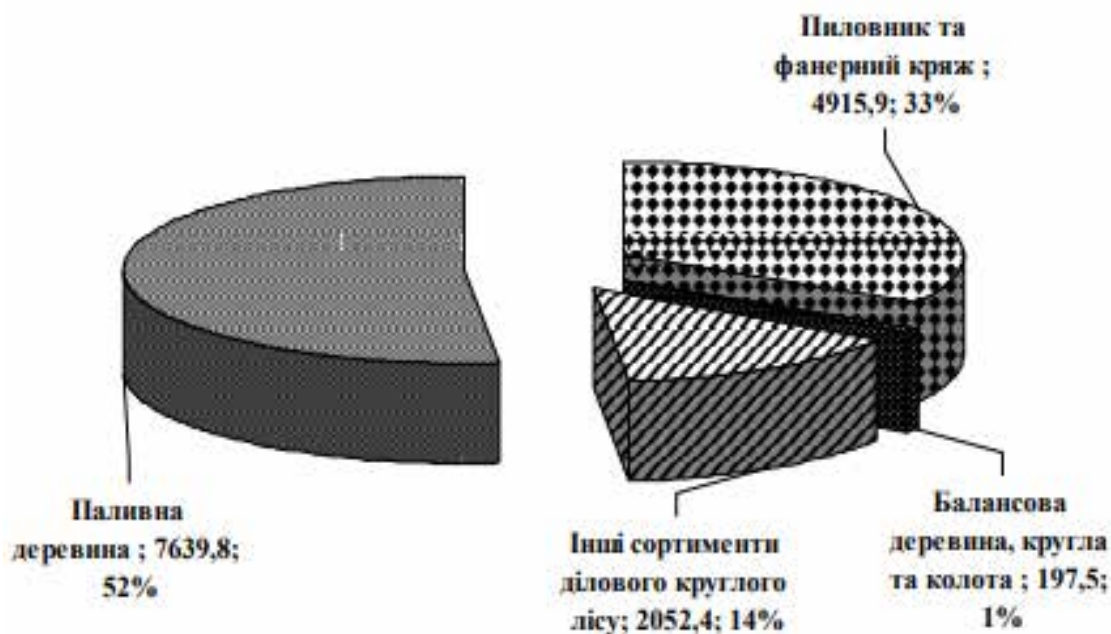 Пиловник та
фанерний кряж ;
4915,9; 33%
Паливна
деревина ; 7639,8;
52%
Інші сортименти
ділового круглого
лісу; 2052,4; 14%
Балансова
деревина, кругла
та колота ; 197,5;
1%